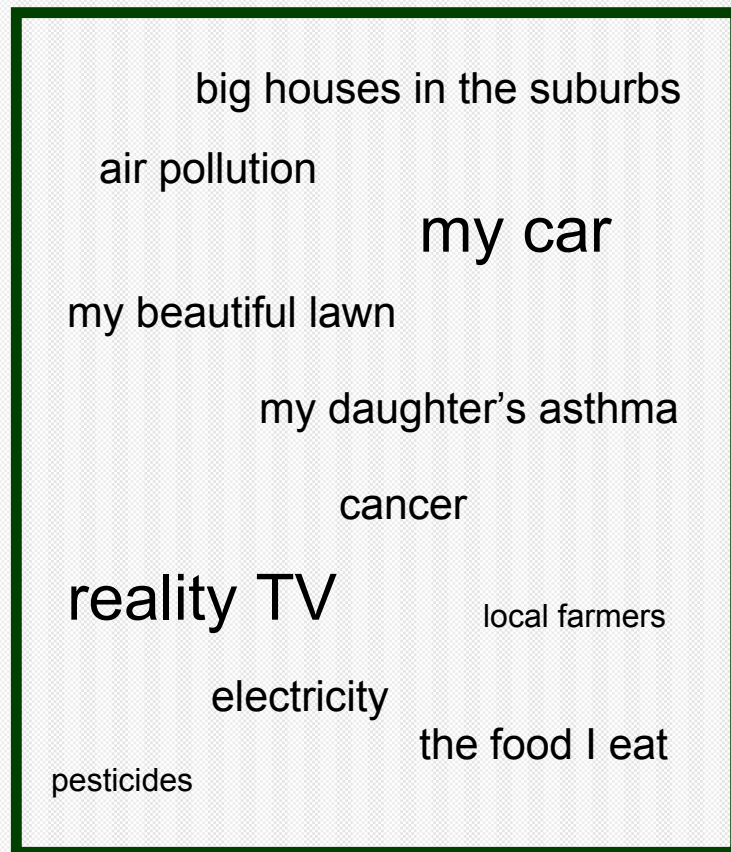 big houses in the suburbs
air pollution
my car
my beautiful lawn
my daughter’s asthma
cancer
reality TV
local farmers
electricity
the food I eat
pesticides